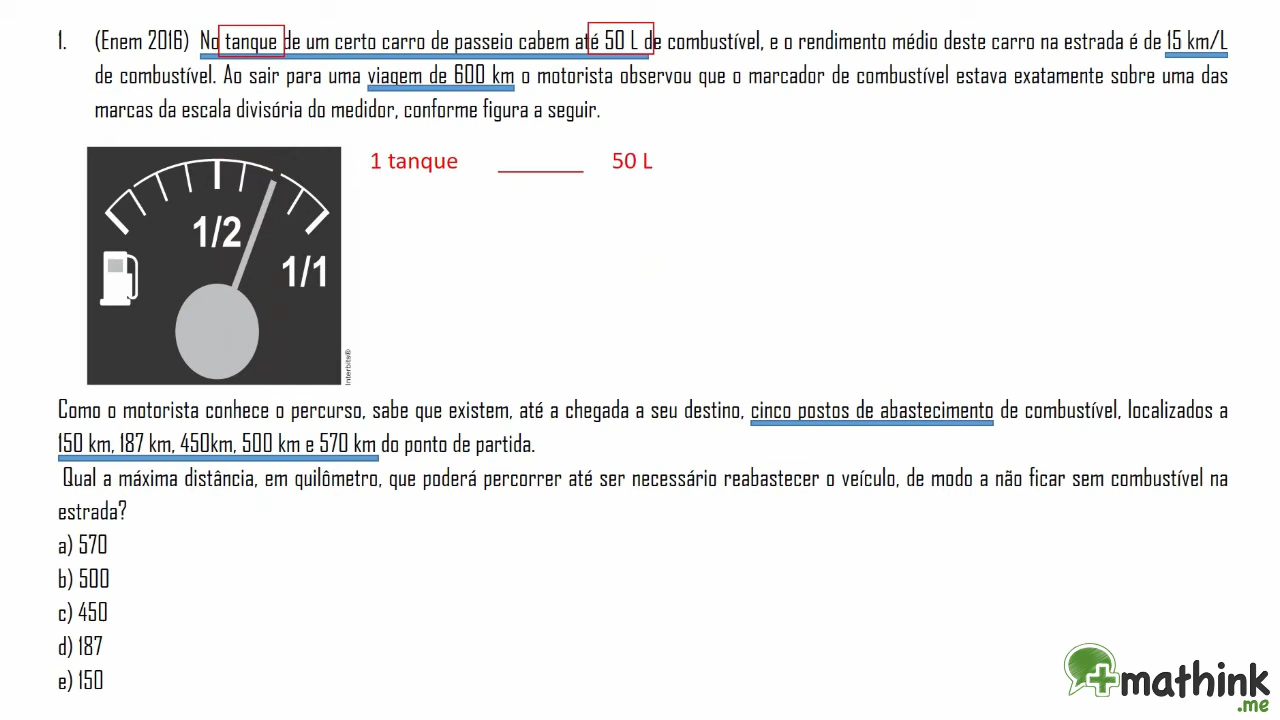 1. (Enem 2016) No tanque de um certo carro de passeio cabem até 50 L de combustível, e o rendimento médio deste carro na estrada é de 15 km/L
de combustível. Ao sair para uma viagem de 600 km o motorista observou que o marcador de combustível estava exatamente sobre uma das
marcas da escala divisória do medidor, conforme figura a seguir.
1 tanque ________ 50 L
1/2
1/1
Interbits®
Como o motorista conhece o percurso, sabe que existem, até a chegada a seu destino, cinco postos de abastecimento de combustível, localizados a
150 km, 187 km, 450km, 500 km e 570 km do ponto de partida.
Qual a máxima distância, em quilômetro, que poderá percorrer até ser necessário reabastecer o veículo, de modo a não ficar sem combustível na
estrada?
a) 570
b) 500
c) 450
d) 187
e) 150
mathink
.me